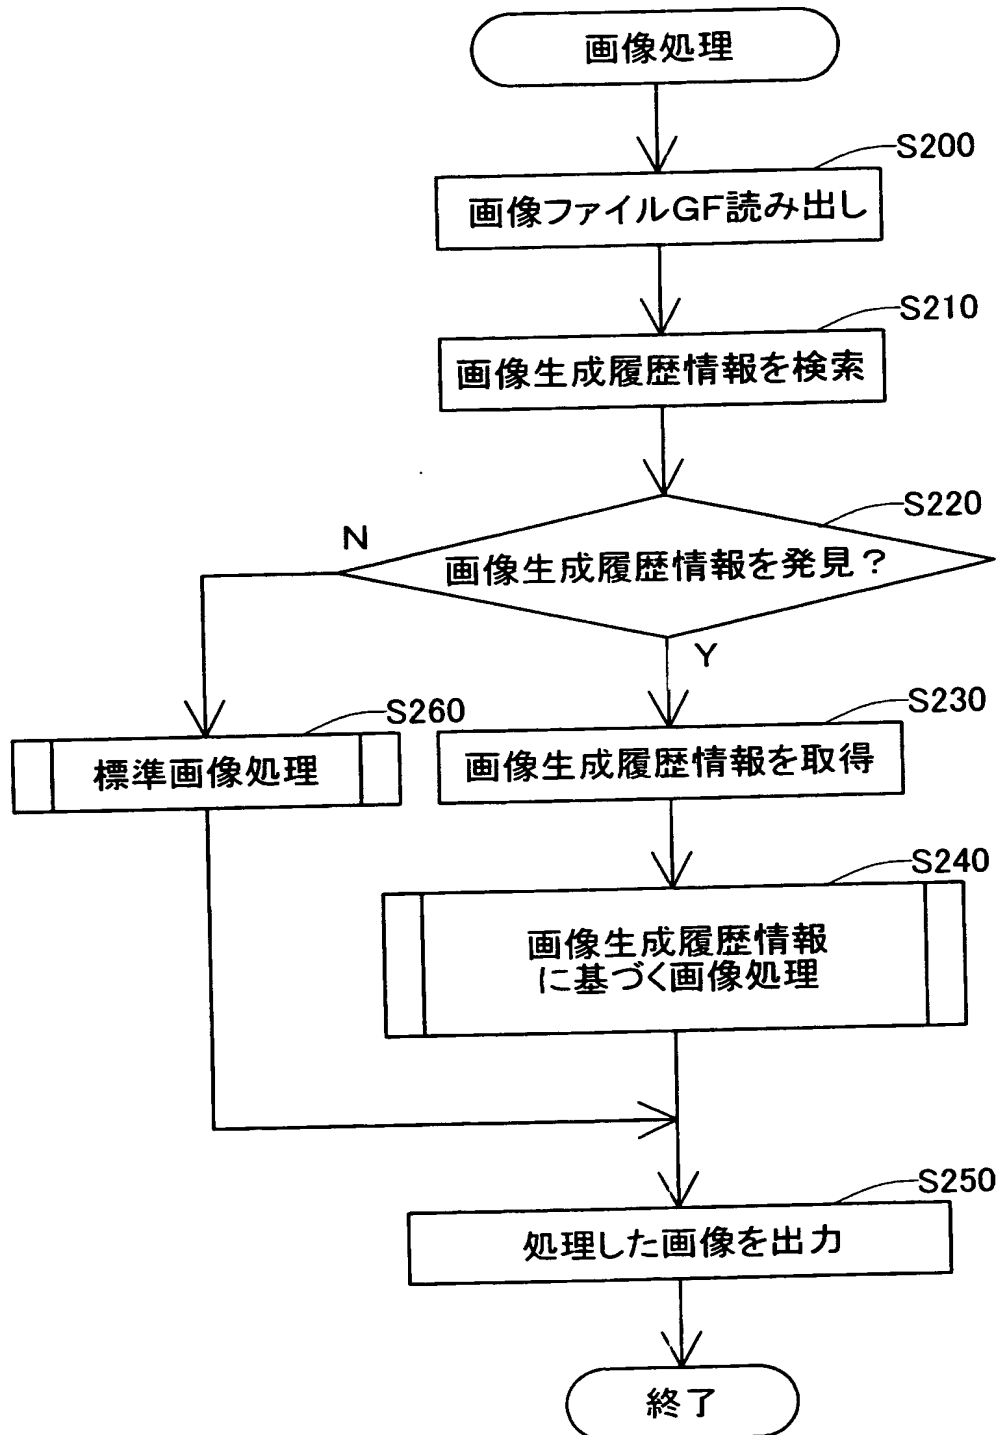 画像処理
S200
画像ファイルGF読み出し
S210
画像生成履歴情報を検索
S220
画像生成履歴情報を発見？
N
Y
S230
画像生成履歴情報を取得
S260
標準画像処理
S240
画像生成履歴情報
に基づく画像処理
S250
処理した画像を出力
終了